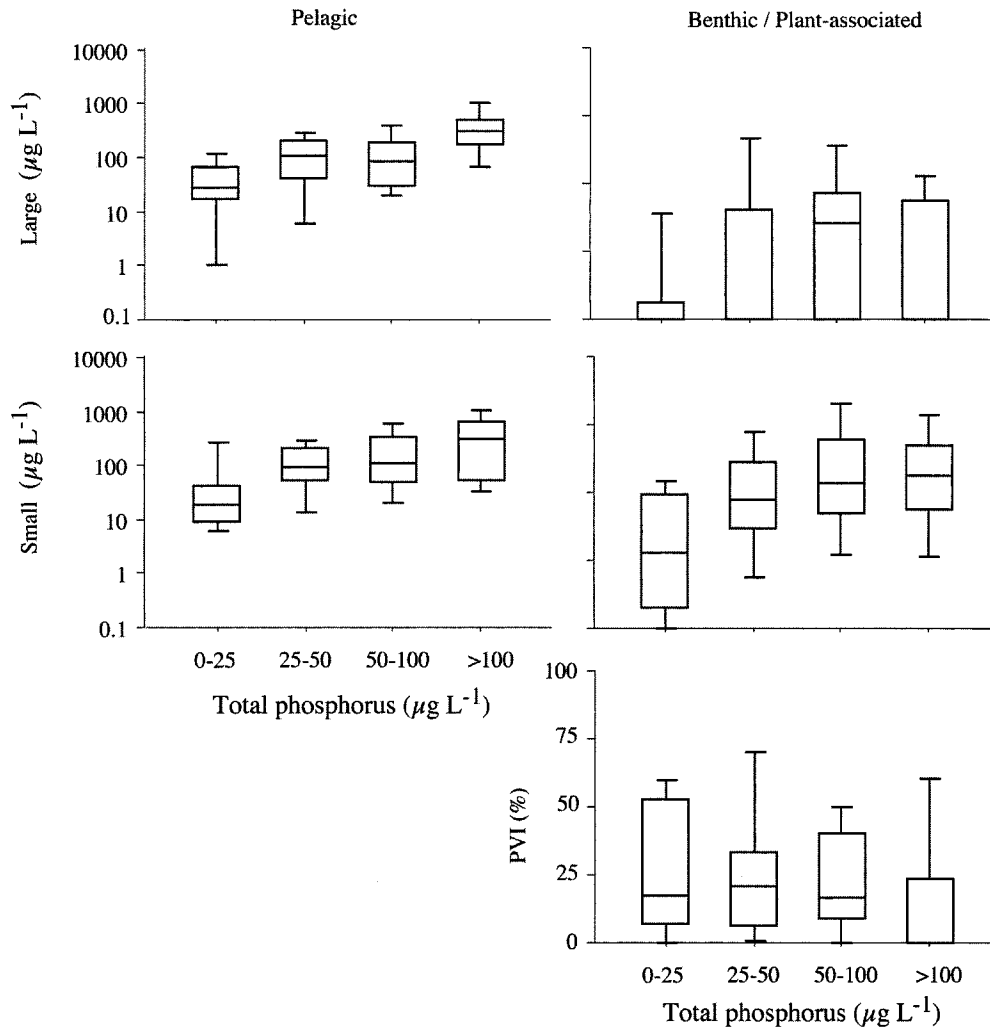 Pelagic
Benthic / Plant-associated
Large (µg L⁻¹)
10000
1000
100
10
1
0.1
Small (µg L⁻¹)
10000
1000
100
10
1
0.1
0-25 25-50 50-100 >100
Total phosphorus (µg L⁻¹)
PVI (%)
100
75
50
25
0
0-25 25-50 50-100 >100
Total phosphorus (µg L⁻¹)